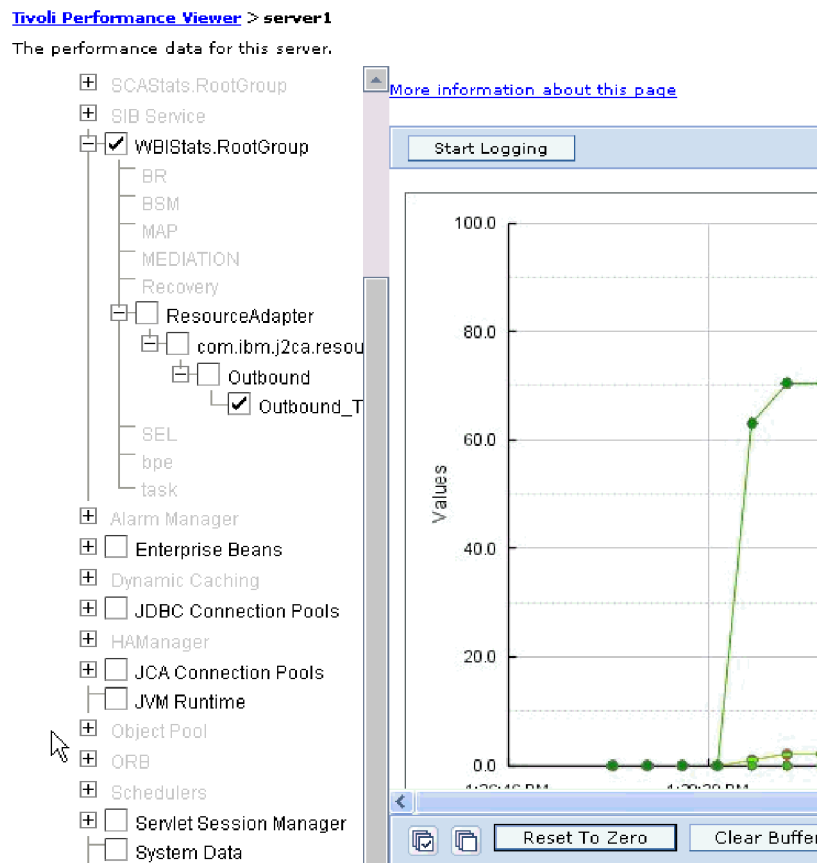 Tivoli Performance Viewer > server1
The performance data for this server.
SCAStats.RootGroup
SIB Service
WBIStats.RootGroup
BR
BSM
MAP
MEDIATION
Recovery
ResourceAdapter
com.ibm.j2ca.resou
Outbound
Outbound_T
SEL
bpe
task
Alarm Manager
Enterprise Beans
Dynamic Caching
JDBC Connection Pools
HAManager
JCA Connection Pools
JVM Runtime
Object Pool
ORB
Schedulers
Servlet Session Manager
System Data
More information about this page
Start Logging
100.0
80.0
60.0
40.0
20.0
0.0
Values
Reset To Zero
Clear Buffer